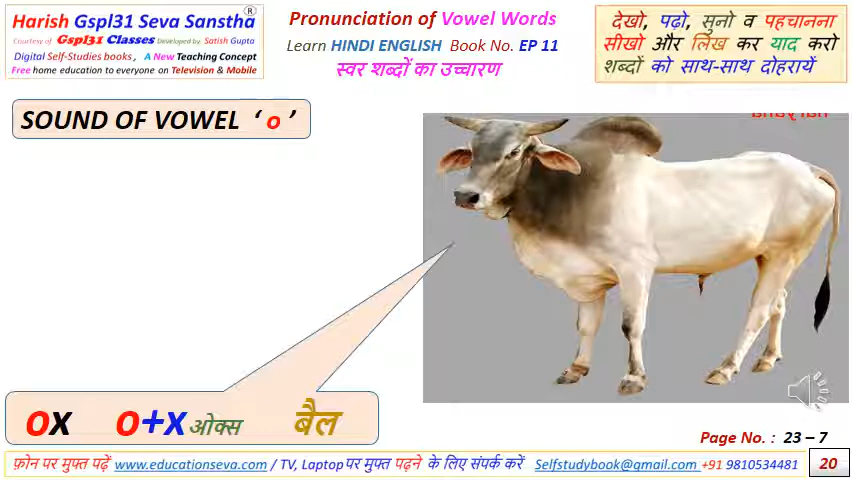 Harish Gspl31 Seva Sanstha ®
Courtesy of Gspl31 Classes Developed by. Satish Gupta
Digital Self-Studies books, A New Teaching Concept
Free home education to everyone on Television & Mobile
Pronunciation of Vowel Words
Learn HINDI ENGLISH Book No. EP 11
स्वर शब्दों का उच्चारण
देखो, पढ़ो, सुनो व पहचानना
सीखो और लिख कर याद करो
शब्दों को साथ-साथ दोहरायें
SOUND OF VOWEL ‘ o ’
haryana
ox o+x ओक्स बैल
Page No. : 23 – 7
फ़ोन पर मुफ्त पढ़ें www.educationseva.com / TV, Laptop पर मुफ्त पढ़ने के लिए संपर्क करें Selfstudybook@gmail.com +91 9810534481 20